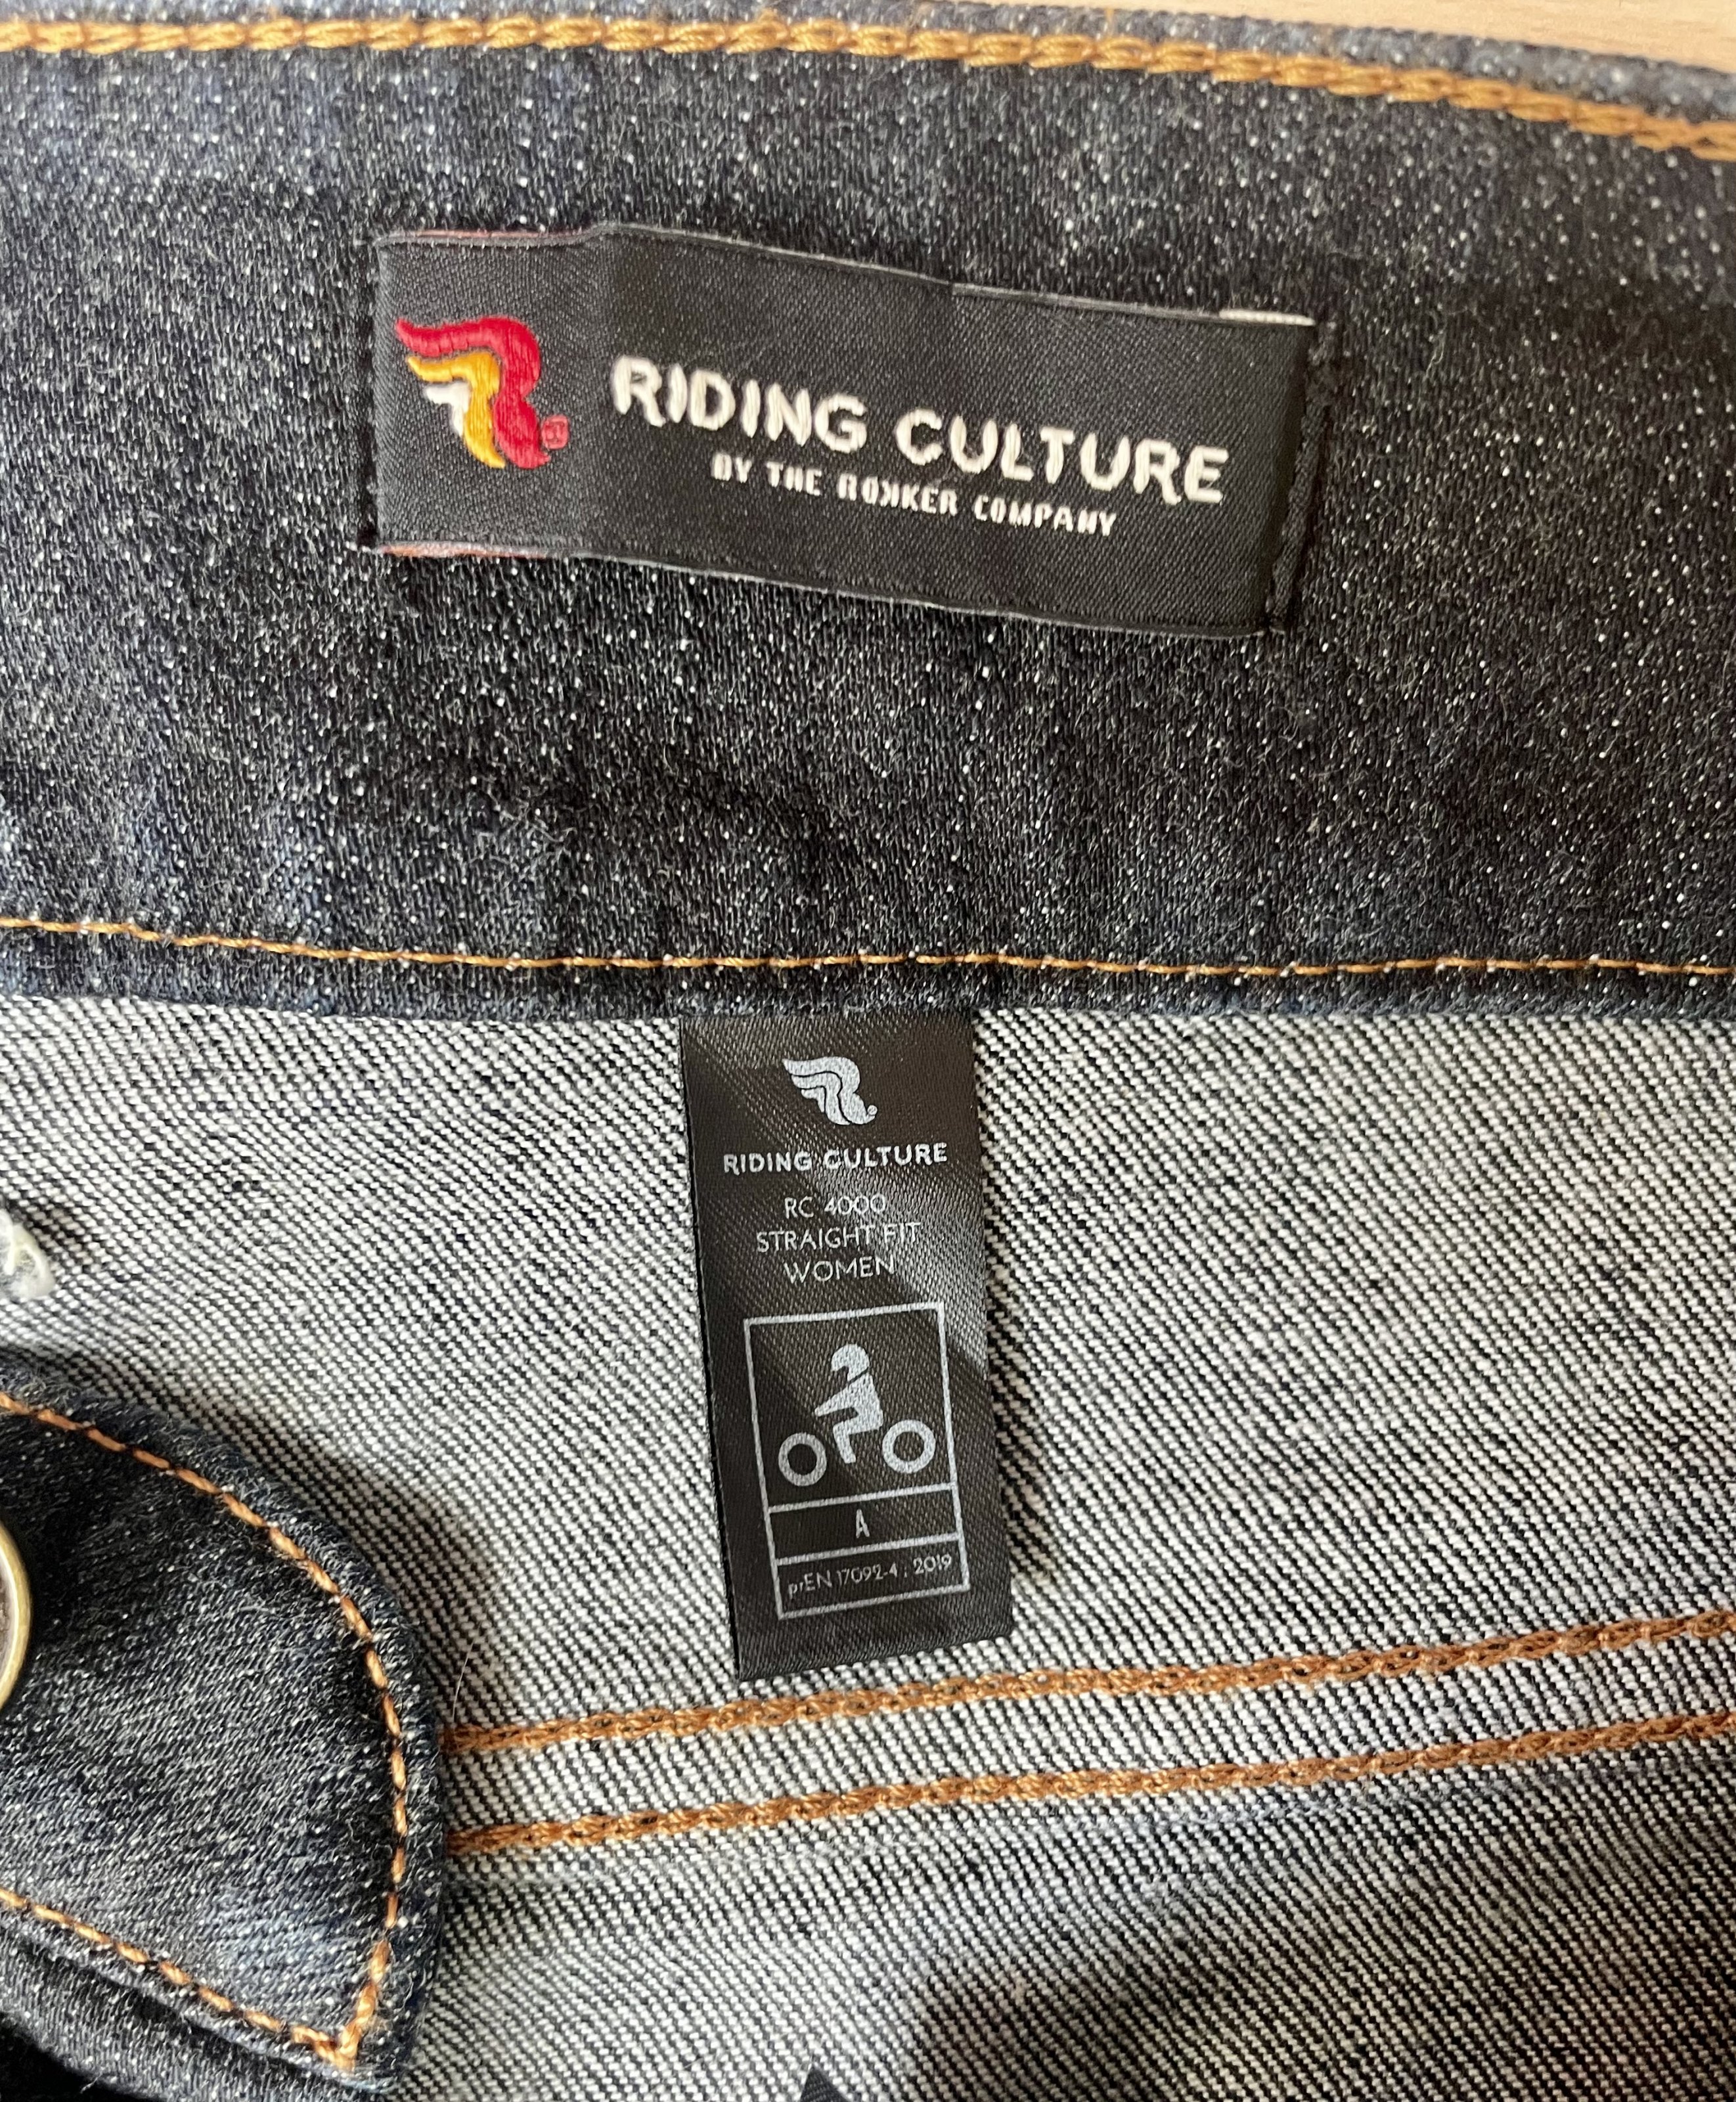 RIDING CULTURE
BY THE ROKKER COMPANY
RIDING CULTURE
RC 4000
STRAIGHT FIT
WOMEN
A
prEN 17092-4 : 2019